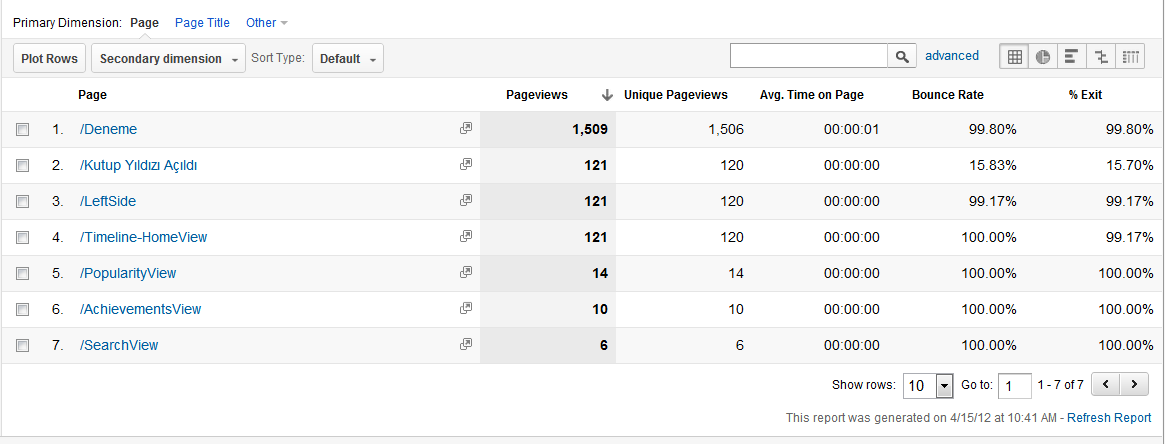 Primary Dimension: Page Page Title Other
Plot Rows Secondary dimension Sort Type: Default advanced
Page Pageviews Unique Pageviews Avg. Time on Page Bounce Rate % Exit
1. /Deneme 1,509 1,506 00:00:01 99.80% 99.80%
2. /Kutup Yıldızı Açıldı 121 120 00:00:00 15.83% 15.70%
3. /LeftSide 121 120 00:00:00 99.17% 99.17%
4. /Timeline-HomeView 121 120 00:00:00 100.00% 99.17%
5. /PopularityView 14 14 00:00:00 100.00% 100.00%
6. /AchievementsView 10 10 00:00:00 100.00% 100.00%
7. /SearchView 6 6 00:00:00 100.00% 100.00%
Show rows: 10 Go to: 1 1 - 7 of 7
This report was generated on 4/15/12 at 10:41 AM - Refresh Report